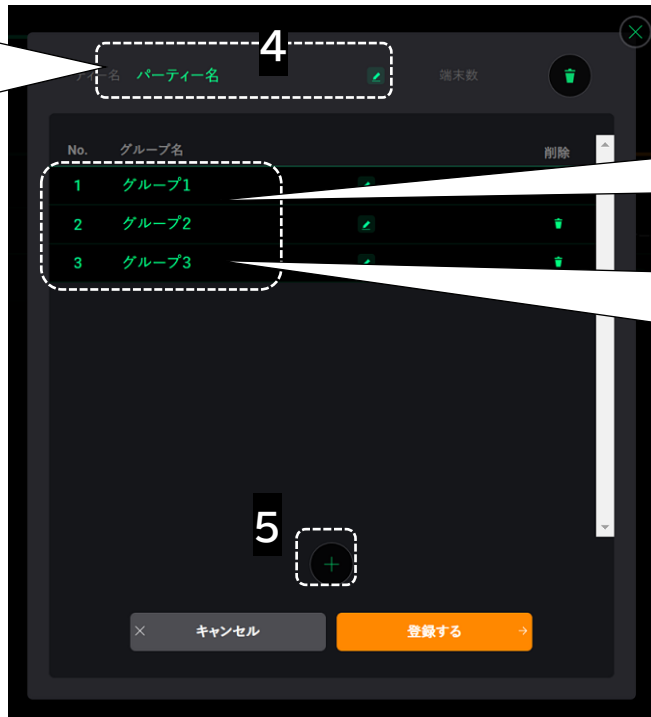 4
ー名 パーティー名 端末数
No. グループ名 削除
1 グループ1
2 グループ2
3 グループ3
5
+
× キャンセル 登録する →